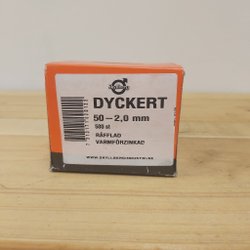 DYCKERT
50–2,0 mm
500 st
RÄFFLAD
VARMFÖRZINKAD